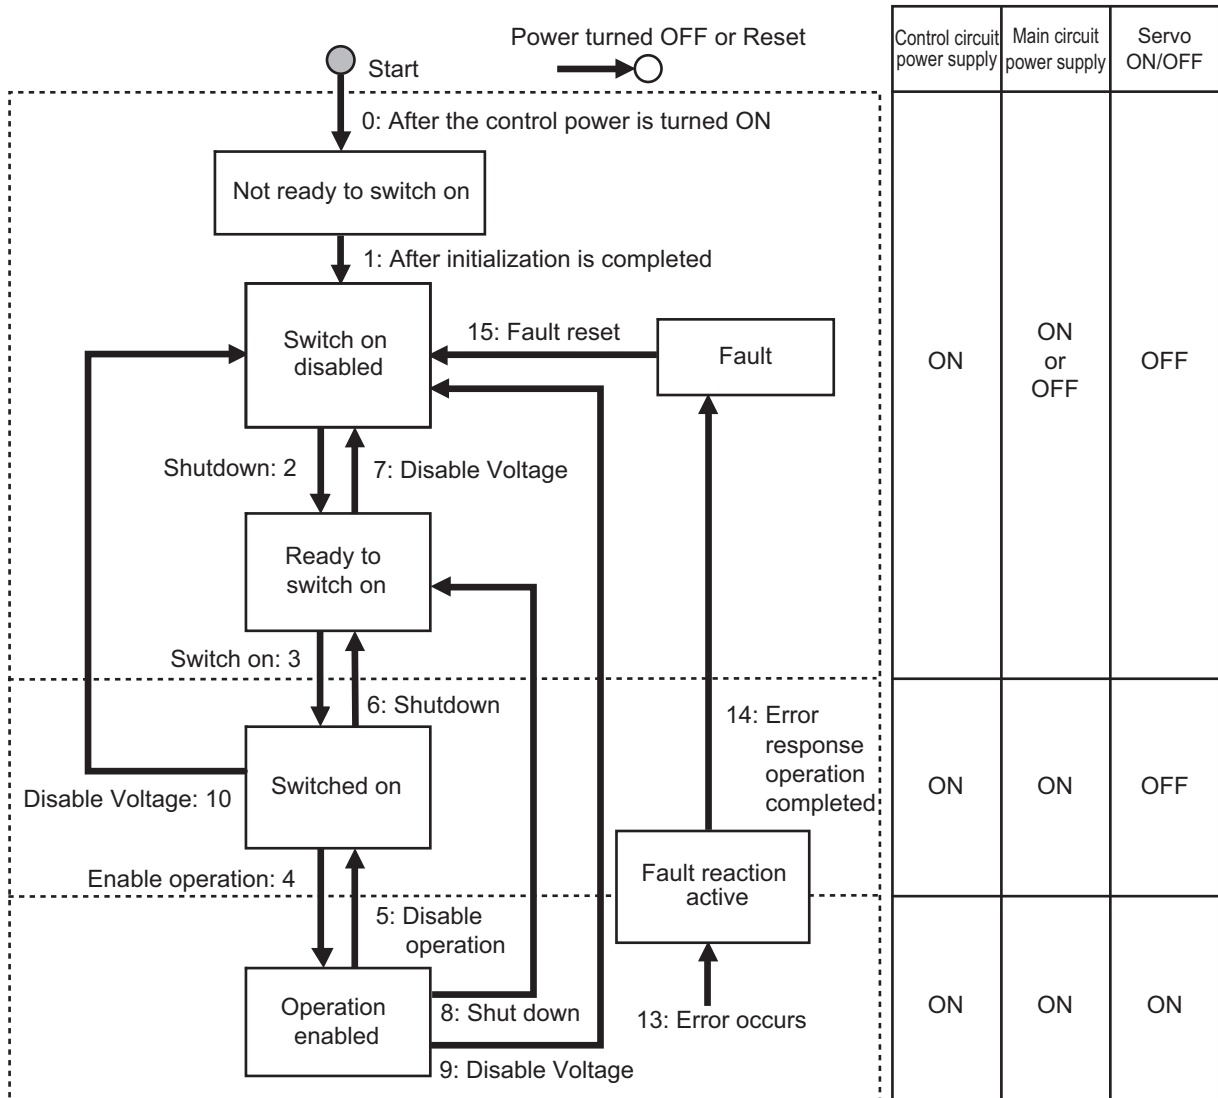 Power turned OFF or Reset
Start
0: After the control power is turned ON
Not ready to switch on
1: After initialization is completed
Switch on
disabled
15: Fault reset
Fault
Shutdown: 2
7: Disable Voltage
Ready to
switch on
Switch on: 3
6: Shutdown
14: Error
response
operation
completed
Switched on
Disable Voltage: 10
Enable operation: 4
5: Disable
operation
Fault reaction
active
Operation
enabled
8: Shut down
13: Error occurs
9: Disable Voltage
Control circuit
power supply
Main circuit
power supply
Servo
ON/OFF
ON
ON
or
OFF
OFF
ON
ON
OFF
ON
ON
ON